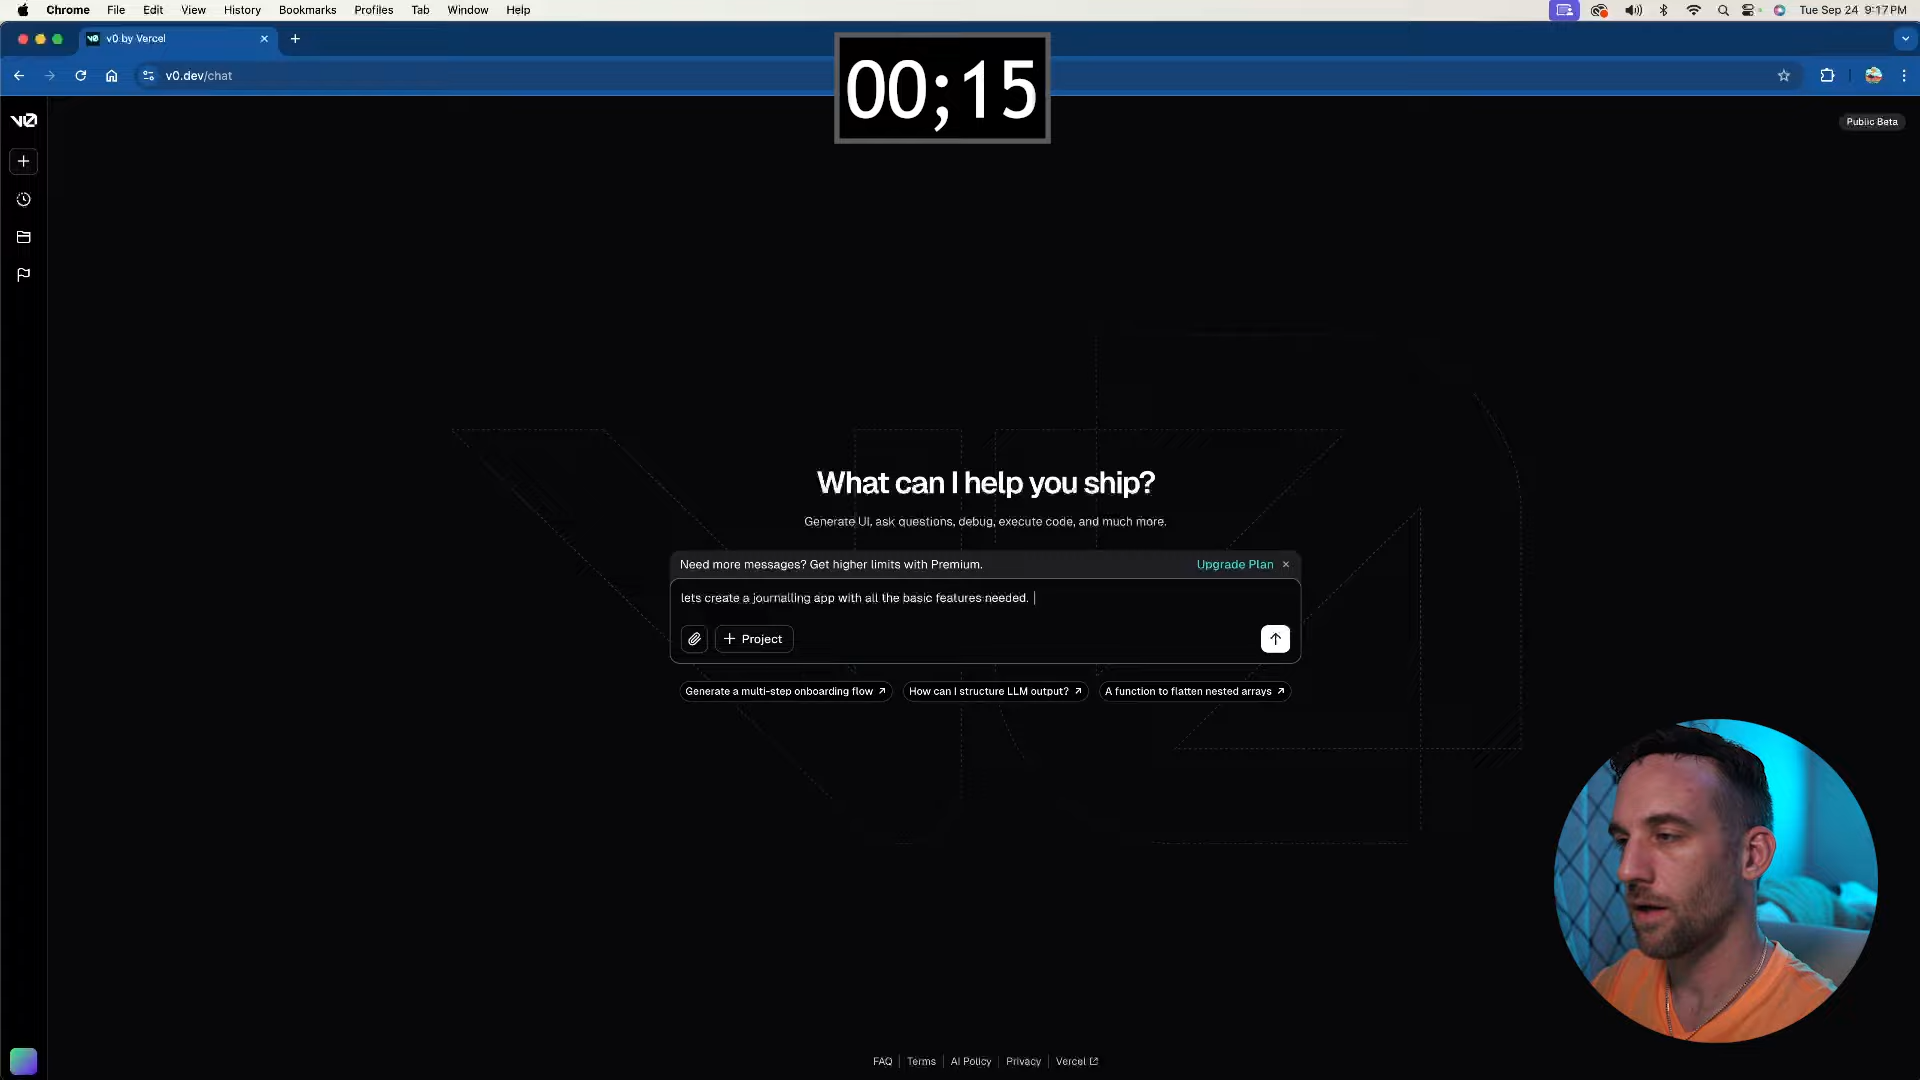 Chrome File Edit View History Bookmarks Profiles Tab Window Help Tue Sep 24 9:17 PM
v0 by Vercel
v0.dev/chat
00;15
v0
Public Beta
What can I help you ship?
Generate UI, ask questions, debug, execute code, and much more.
Need more messages? Get higher limits with Premium. Upgrade Plan
lets create a journalling app with all the basic features needed.
Project
Generate a multi-step onboarding flow How can I structure LLM output? A function to flatten nested arrays
FAQ Terms AI Policy Privacy Vercel